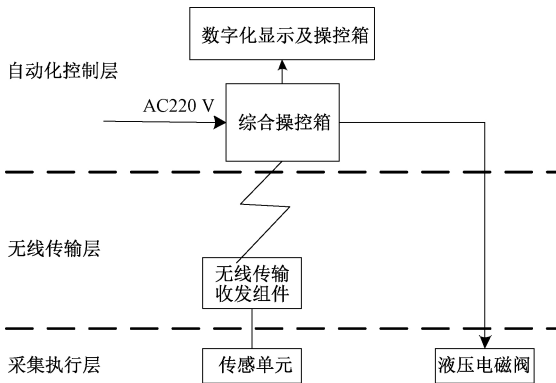 数字化显示及操控箱
自动化控制层
AC220 V
综合操控箱
无线传输层
无线传输
收发组件
采集执行层
传感单元
液压电磁阀